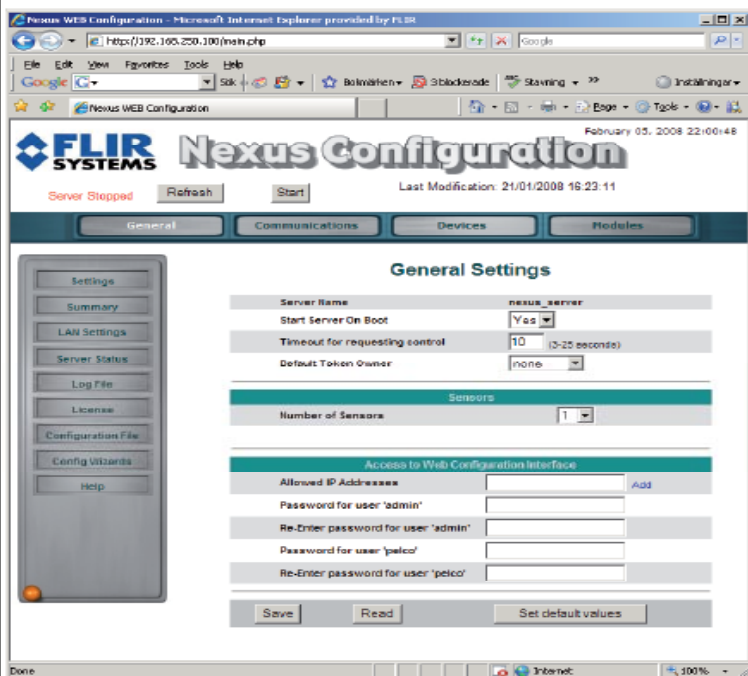 Nexus WEB Configuration - Microsoft Internet Explorer provided by FLIR
http://192.165.250.100/main.php
Google
File Edit View Favorites Tools Help
Google G Sök Bokmärken 3 blockerade Stavning Inställningar
Nexus WEB Configuration
Page Tools
February 05, 2008 22:00:48
FLIR SYSTEMS
Nexus Configuration
Server Stopped Refresh Start Last Modification: 21/01/2008 16:23:11
General Communications Devices Modules
Settings
Summary
LAN Settings
Server Status
Log File
License
Configuration File
Config Wizards
Help
General Settings
Server Name nexus_server
Start Server On Boot Yes
Timeout for requesting control 10 (3-25 seconds)
Default Token Owner none
Sensors
Number of Sensors 1
Access to Web Configuration Interface
Allowed IP Addresses Add
Password for user 'admin'
Re-Enter password for user 'admin'
Password for user 'pelco'
Re-Enter password for user 'pelco'
Save Read Set default values
Done Internet 100%